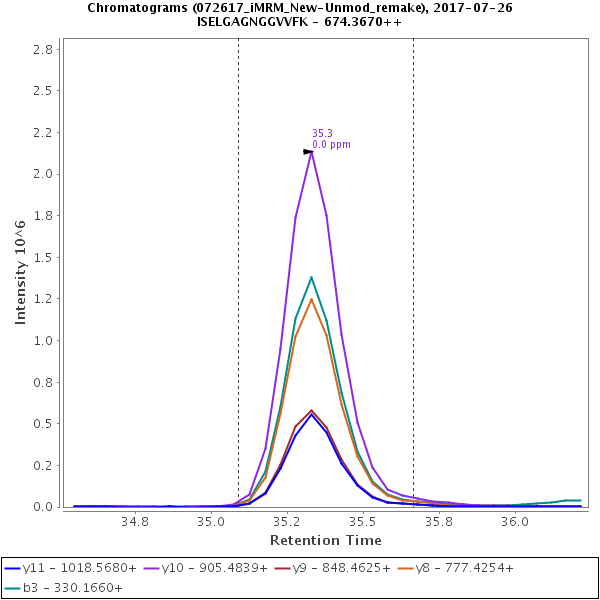 Chromatograms (072617_iMRM_New-Unmod_remake), 2017-07-26
ISELGAGNGGVVFK - 674.3670++
2.8
2.5
2.2
2.0
1.8
1.5
1.2
1.0
0.8
0.5
0.2
0.0
Intensity 10^6
35.3
0.0 ppm
34.8 35.0 35.2 35.5 35.8 36.0
Retention Time
y11 - 1018.5680+ y10 - 905.4839+ y9 - 848.4625+ y8 - 777.4254+
b3 - 330.1660+